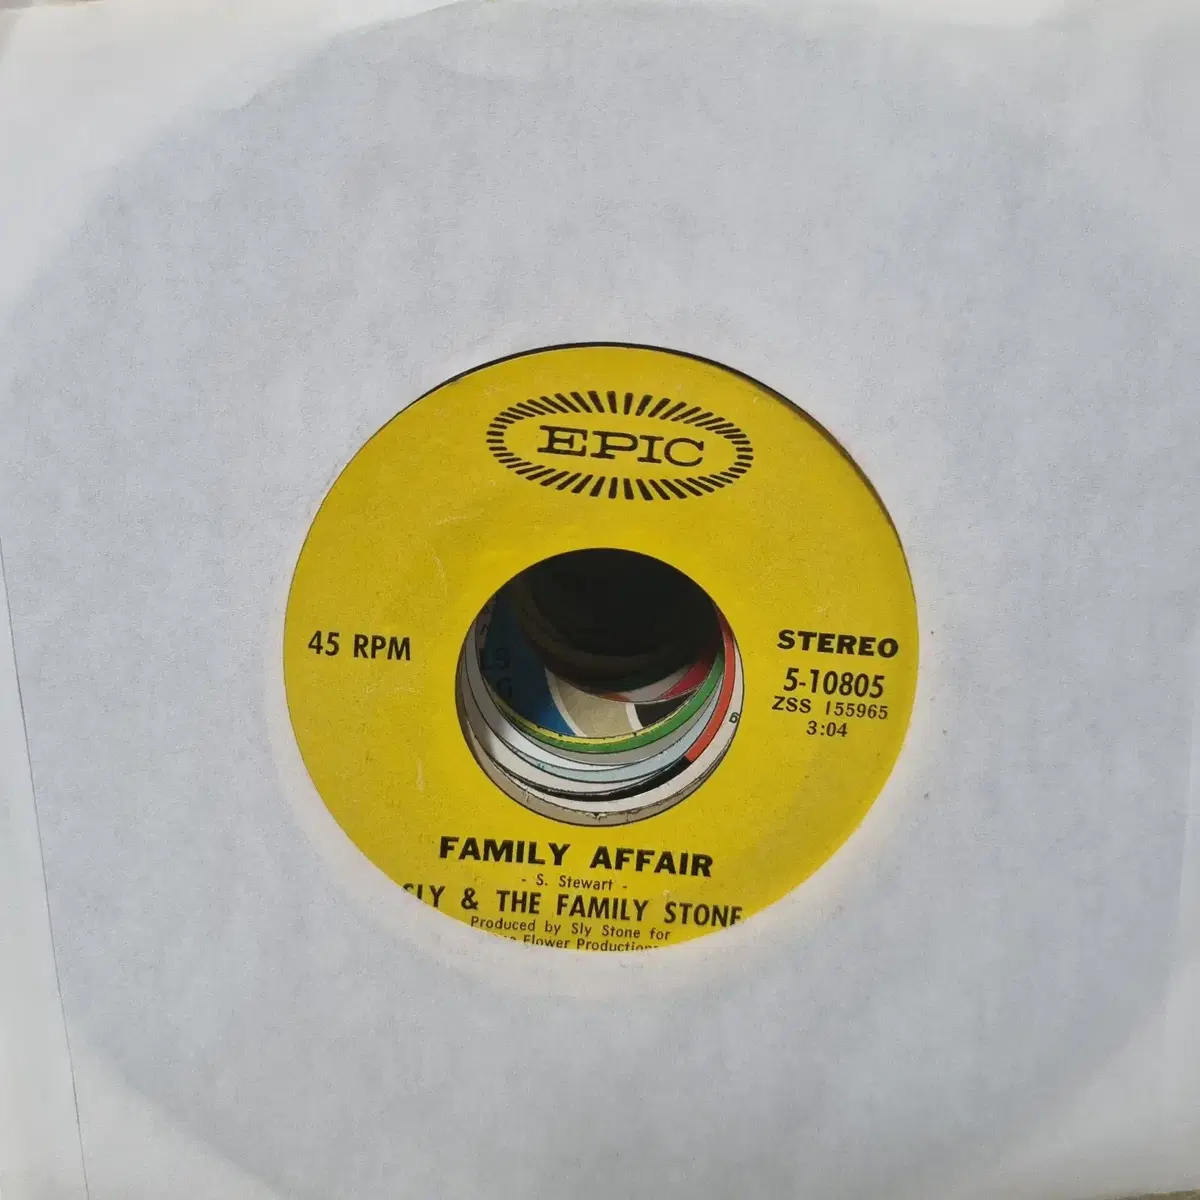 EPIC
45 RPM
STEREO
5-10805
ZSS 155965
3:04
FAMILY AFFAIR
- S. Stewart -
SLY & THE FAMILY STONE
Produced by Sly Stone for
Flower Productions